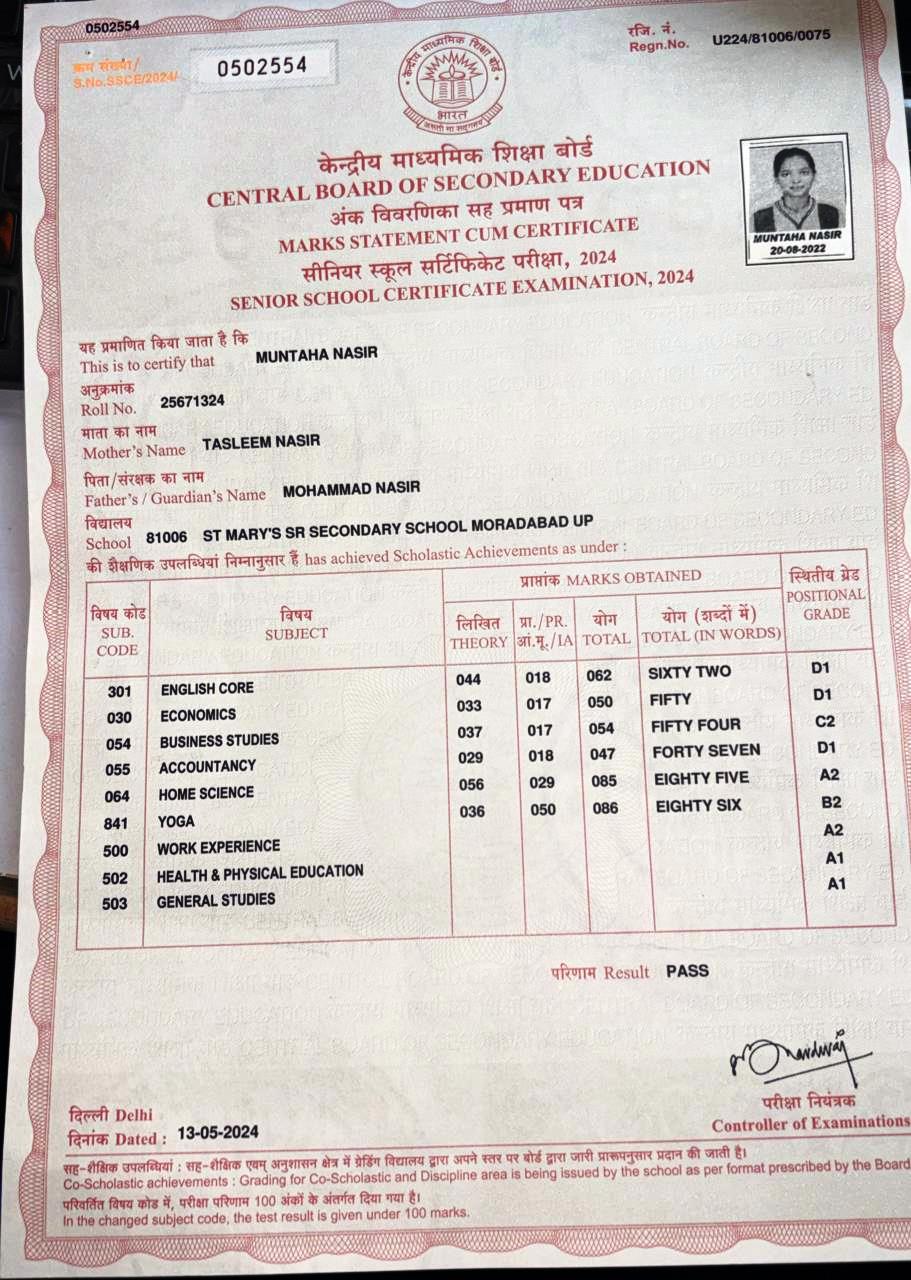 0502554
क्रम संख्या/
S.No.SSCE/2024/
0502554
रजि. नं.
Regn.No. U224/81006/0075
केन्द्रीय माध्यमिक शिक्षा बोर्ड
भारत
असतो मा सद्गमय
केन्द्रीय माध्यमिक शिक्षा बोर्ड
CENTRAL BOARD OF SECONDARY EDUCATION
अंक विवरणिका सह प्रमाण पत्र
MARKS STATEMENT CUM CERTIFICATE
सीनियर स्कूल सर्टिफिकेट परीक्षा, 2024
SENIOR SCHOOL CERTIFICATE EXAMINATION, 2024
MUNTAHA NASIR
20-08-2022
यह प्रमाणित किया जाता है कि
This is to certify that MUNTAHA NASIR
अनुक्रमांक
Roll No. 25671324
माता का नाम
Mother's Name TASLEEM NASIR
पिता/संरक्षक का नाम
Father's / Guardian's Name MOHAMMAD NASIR
विद्यालय
School 81006 ST MARY'S SR SECONDARY SCHOOL MORADABAD UP
की शैक्षणिक उपलब्धियां निम्नानुसार हैं has achieved Scholastic Achievements as under :
विषय कोड
SUB.
CODE
विषय
SUBJECT
प्राप्तांक MARKS OBTAINED
लिखित
THEORY
प्रा./PR.
आं.मू./IA
योग
TOTAL
योग (शब्दों में)
TOTAL (IN WORDS)
स्थितीय ग्रेड
POSITIONAL
GRADE
301 ENGLISH CORE 044 018 062 SIXTY TWO D1
030 ECONOMICS 033 017 050 FIFTY D1
054 BUSINESS STUDIES 037 017 054 FIFTY FOUR C2
055 ACCOUNTANCY 029 018 047 FORTY SEVEN D1
064 HOME SCIENCE 056 029 085 EIGHTY FIVE A2
841 YOGA 036 050 086 EIGHTY SIX B2
500 WORK EXPERIENCE A2
502 HEALTH & PHYSICAL EDUCATION A1
503 GENERAL STUDIES A1
परिणाम Result PASS
दिल्ली Delhi
दिनांक Dated : 13-05-2024
परीक्षा नियंत्रक
Controller of Examinations
सह-शैक्षिक उपलब्धियां : सह-शैक्षिक एवम् अनुशासन क्षेत्र में ग्रेडिंग विद्यालय द्वारा अपने स्तर पर बोर्ड द्वारा जारी प्रारूपनुसार प्रदान की जाती है।
Co-Scholastic achievements : Grading for Co-Scholastic and Discipline area is being issued by the school as per format prescribed by the Board
परिवर्तित विषय कोड में, परीक्षा परिणाम 100 अंकों के अंतर्गत दिया गया है।
In the changed subject code, the test result is given under 100 marks.